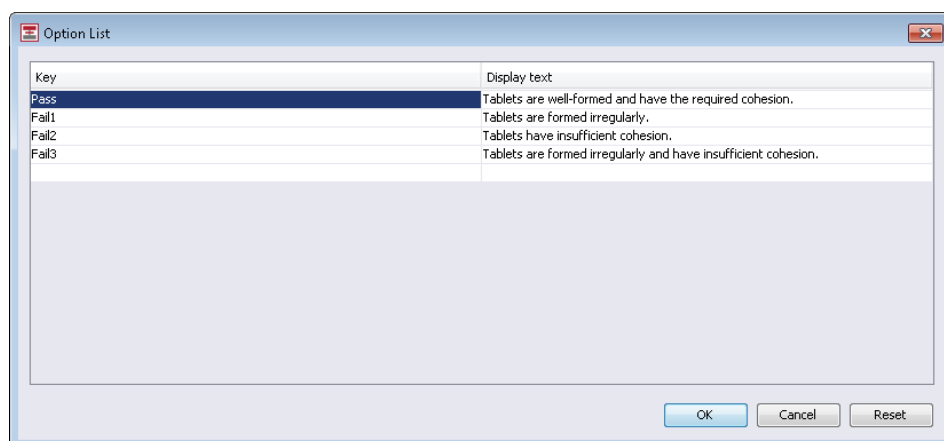 Option List
Key Display text
Pass Tablets are well-formed and have the required cohesion.
Fail1 Tablets are formed irregularly.
Fail2 Tablets have insufficient cohesion.
Fail3 Tablets are formed irregularly and have insufficient cohesion.
OK Cancel Reset